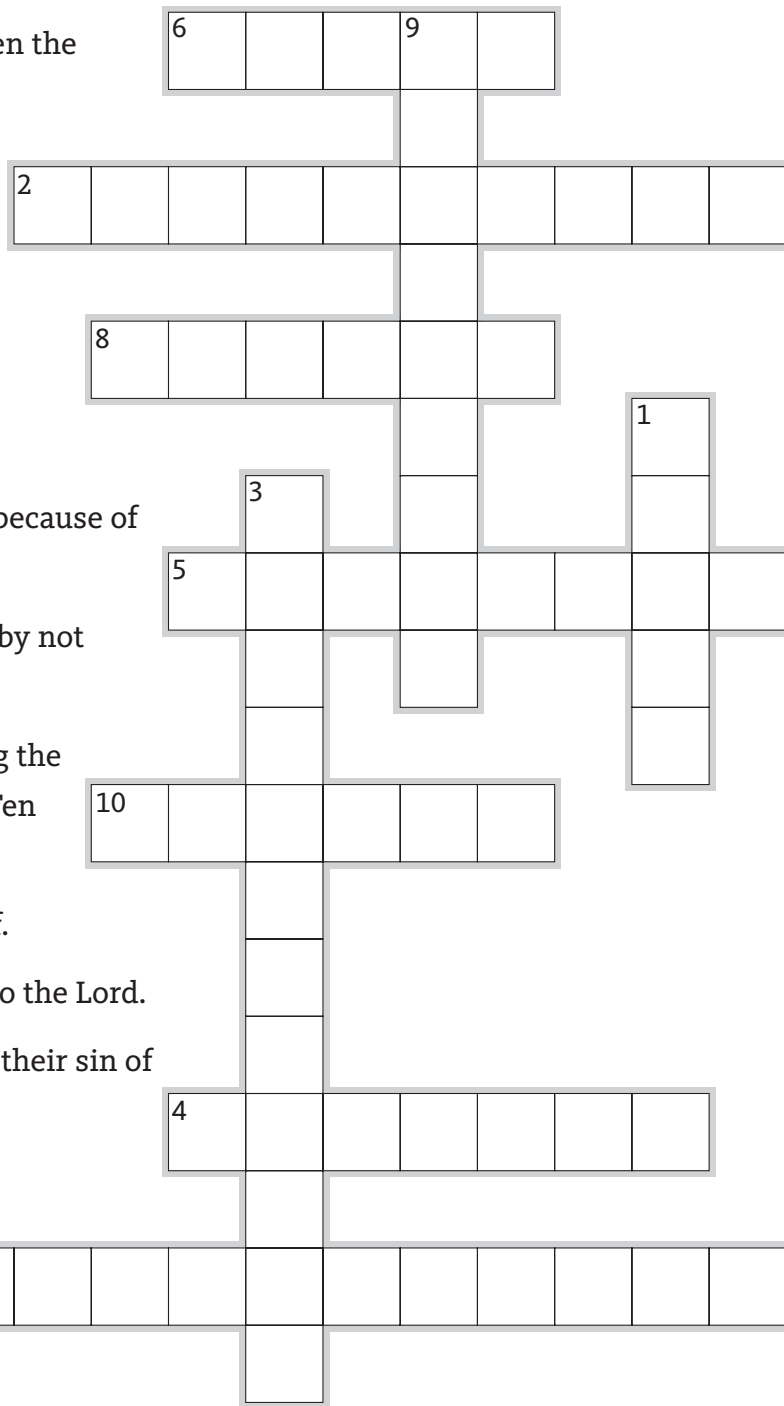 en the
6 9
2
8
1
3
because of
5
by not
g the
10
Ten
f.
o the Lord.
their sin of
4